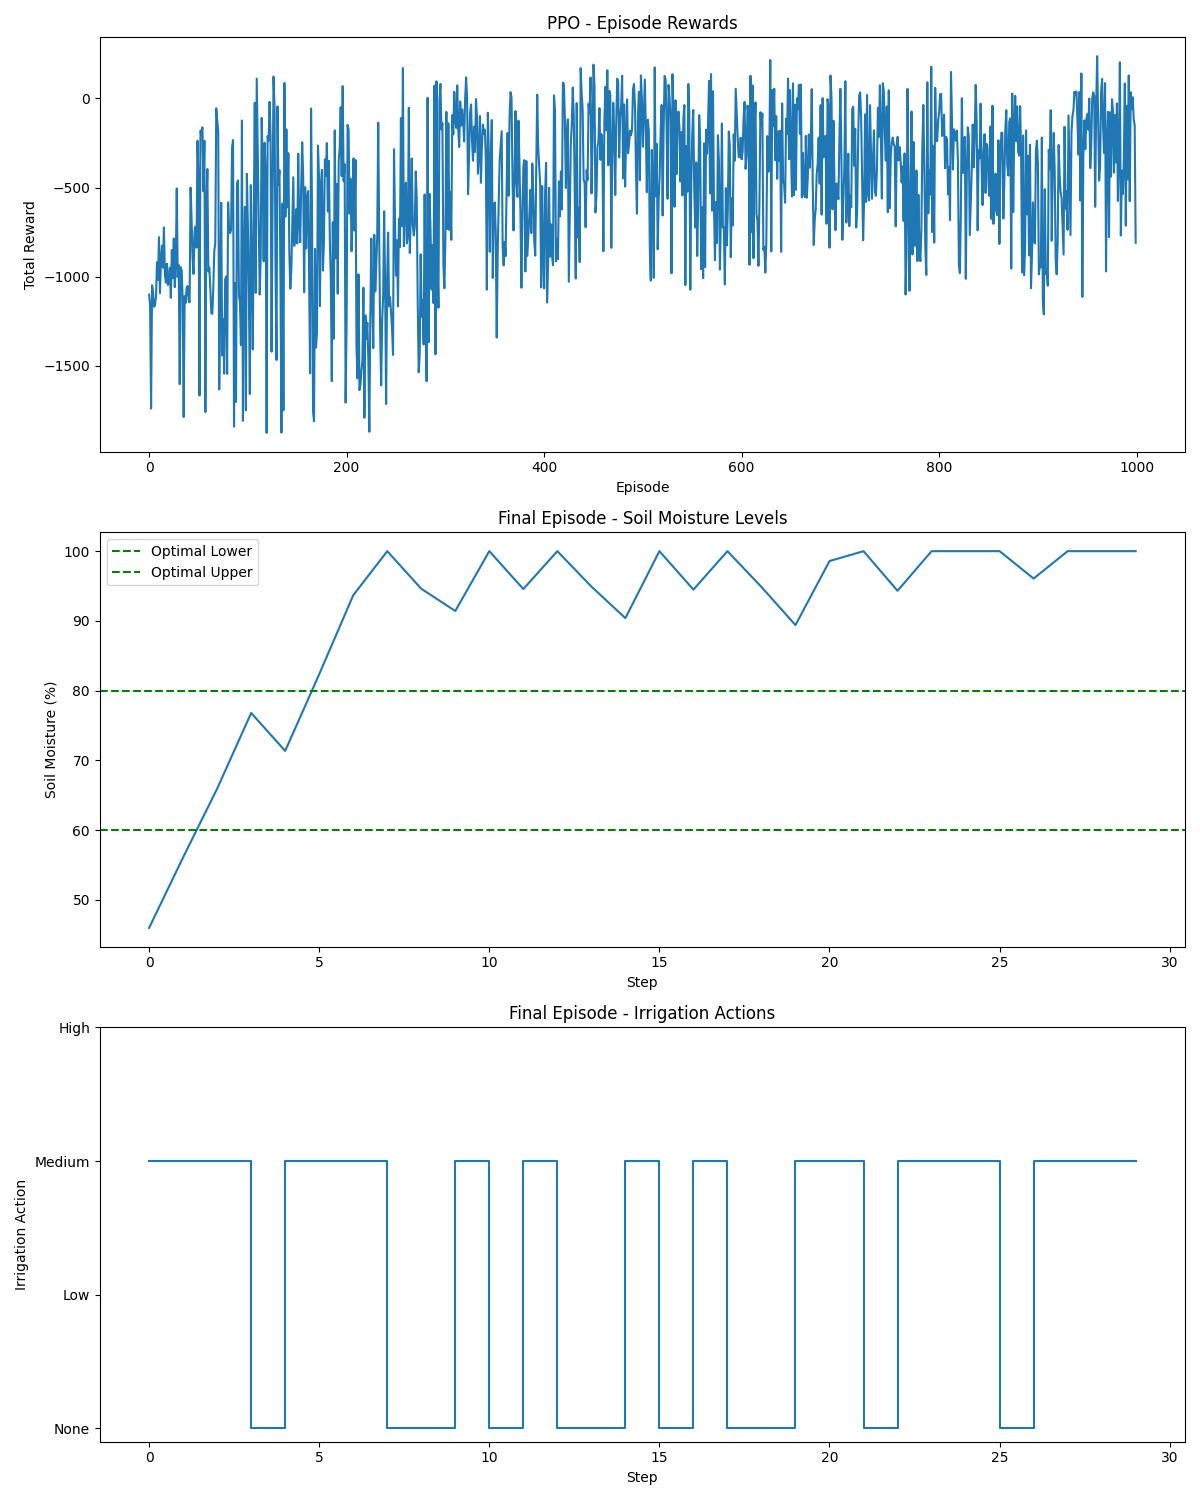 PPO - Episode Rewards
Total Reward
0
−500
−1000
−1500
0 200 400 600 800 1000
Episode
Final Episode - Soil Moisture Levels
Optimal Lower
Optimal Upper
Soil Moisture (%)
100
90
80
70
60
50
0 5 10 15 20 25 30
Step
Final Episode - Irrigation Actions
Irrigation Action
High
Medium
Low
None
0 5 10 15 20 25 30
Step